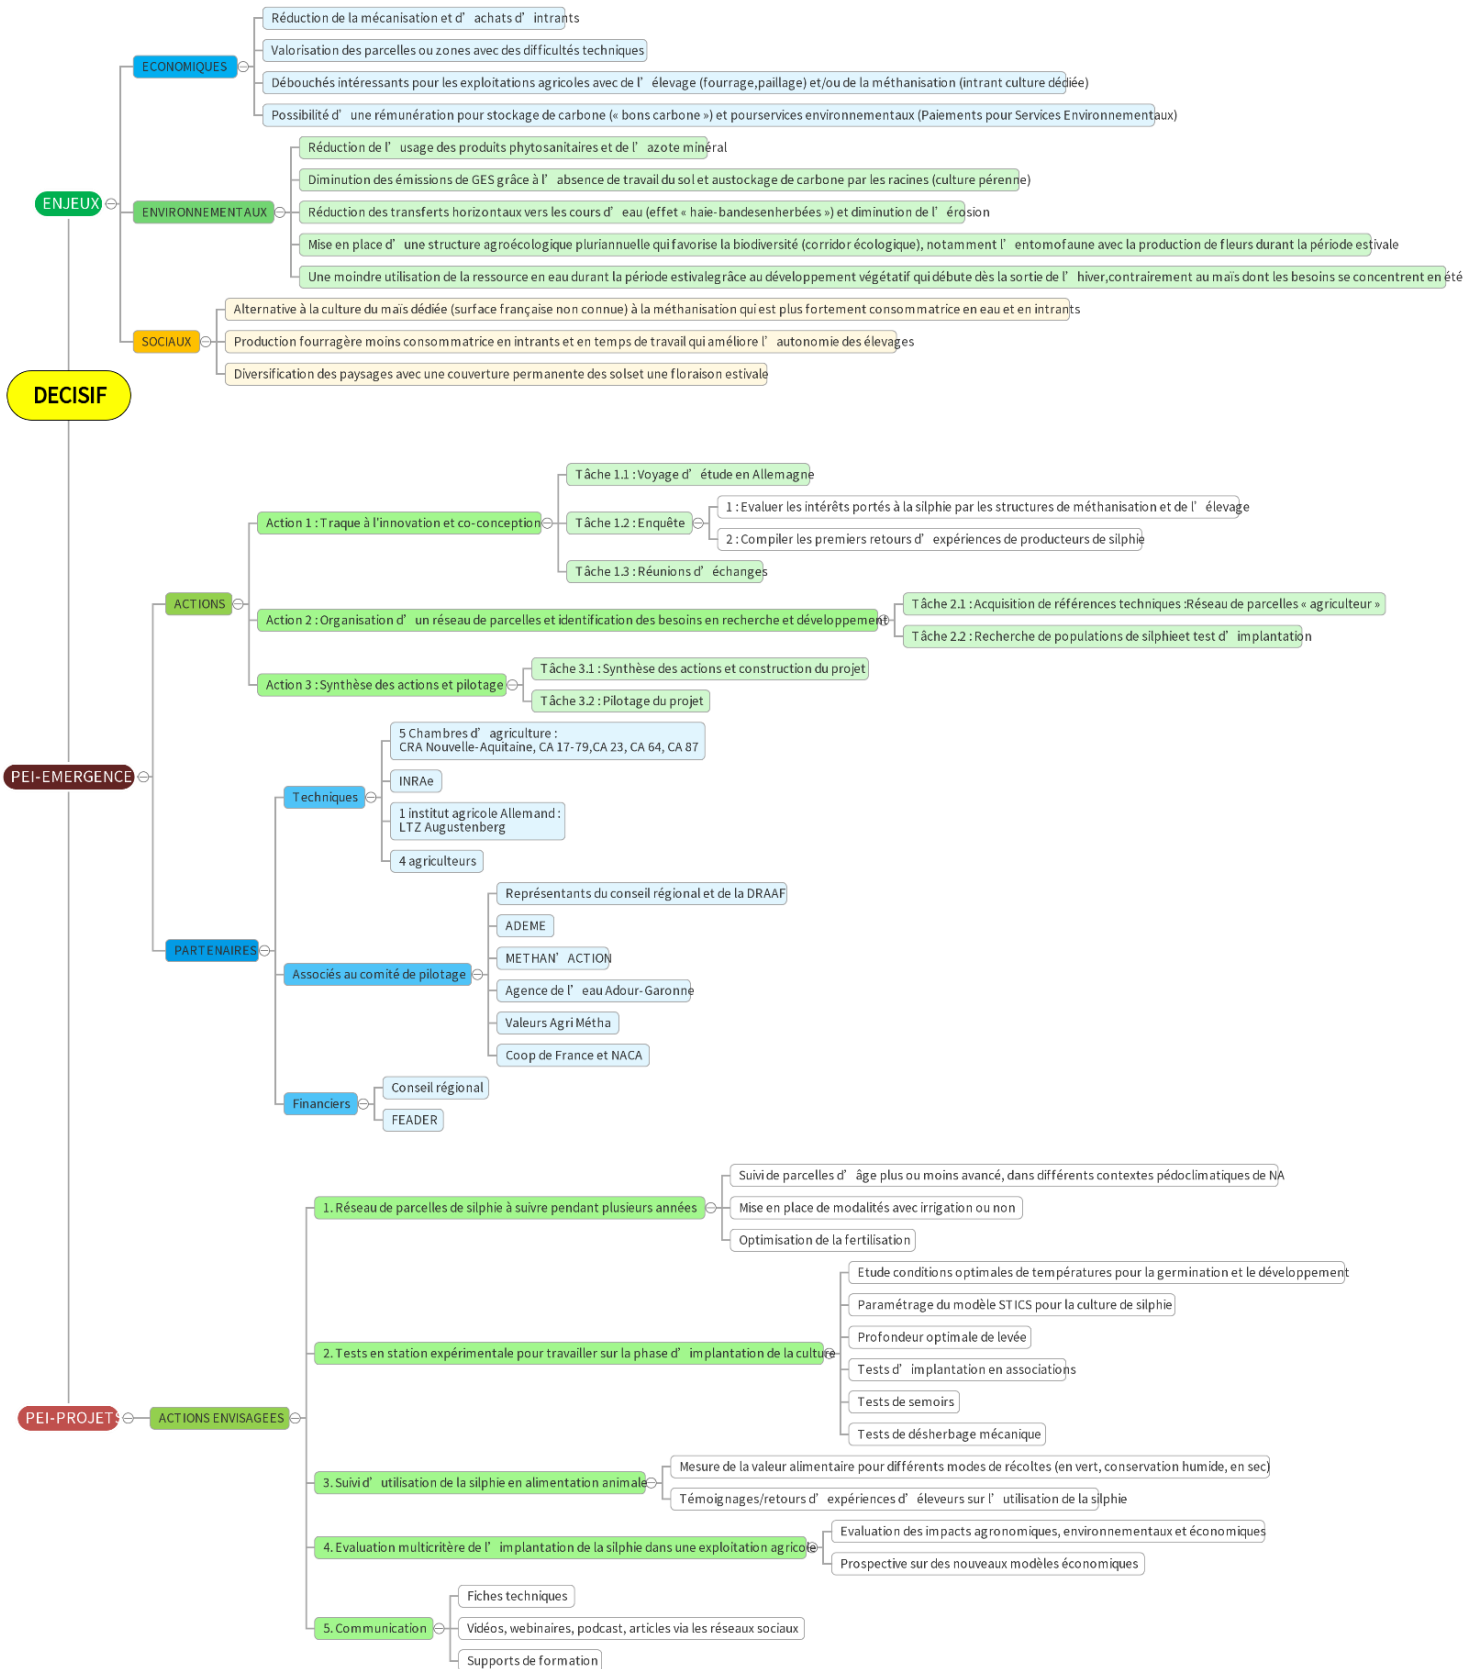 DECISIF
ENJEUX
ECONOMIQUES
Réduction de la mécanisation et d’achats d’intrants
Valorisation des parcelles ou zones avec des difficultés techniques
Débouchés intéressants pour les exploitations agricoles avec de l’élevage (fourrage,paillage) et/ou de la méthanisation (intrant culture dédiée)
Possibilité d’une rémunération pour stockage de carbone (« bons carbone ») et pourservices environnementaux (Paiements pour Services Environnementaux)
ENVIRONNEMENTAUX
Réduction de l’usage des produits phytosanitaires et de l’azote minéral
Diminution des émissions de GES grâce à l’absence de travail du sol et austockage de carbone par les racines (culture pérenne)
Réduction des transferts horizontaux vers les cours d’eau (effet « haie-bandesenherbées ») et diminution de l’érosion
Mise en place d’une structure agroécologique pluriannuelle qui favorise la biodiversité (corridor écologique), notamment l’entomofaune avec la production de fleurs durant la période estivale
Une moindre utilisation de la ressource en eau durant la période estivalegrâce au développement végétatif qui débute dès la sortie de l’hiver,contrairement au maïs dont les besoins se concentrent en été
SOCIAUX
Alternative à la culture du maïs dédiée (surface française non connue) à la méthanisation qui est plus fortement consommatrice en eau et en intrants
Production fourragère moins consommatrice en intrants et en temps de travail qui améliore l’autonomie des élevages
Diversification des paysages avec une couverture permanente des solset une floraison estivale
PEI-EMERGENCE
ACTIONS
Action 1 : Traque à l'innovation et co-conception
Tâche 1.1 : Voyage d’étude en Allemagne
Tâche 1.2 : Enquête
1 : Evaluer les intérêts portés à la silphie par les structures de méthanisation et de l’élevage
2 : Compiler les premiers retours d’expériences de producteurs de silphie
Tâche 1.3 : Réunions d’échanges
Action 2 : Organisation d’un réseau de parcelles et identification des besoins en recherche et développement
Tâche 2.1 : Acquisition de références techniques :Réseau de parcelles « agriculteur »
Tâche 2.2 : Recherche de populations de silphieet test d’implantation
Action 3 : Synthèse des actions et pilotage
Tâche 3.1 : Synthèse des actions et construction du projet
Tâche 3.2 : Pilotage du projet
PARTENAIRES
Techniques
5 Chambres d’agriculture :
CRA Nouvelle-Aquitaine, CA 17-79,CA 23, CA 64, CA 87
INRAe
1 institut agricole Allemand :
LTZ Augustenberg
4 agriculteurs
Associés au comité de pilotage
Représentants du conseil régional et de la DRAAF
ADEME
METHAN’ACTION
Agence de l’eau Adour-Garonne
Valeurs Agri Métha
Coop de France et NACA
Financiers
Conseil régional
FEADER
PEI-PROJETS
ACTIONS ENVISAGEES
1. Réseau de parcelles de silphie à suivre pendant plusieurs années
Suivi de parcelles d’âge plus ou moins avancé, dans différents contextes pédoclimatiques de NA
Mise en place de modalités avec irrigation ou non
Optimisation de la fertilisation
2. Tests en station expérimentale pour travailler sur la phase d’implantation de la culture
Etude conditions optimales de températures pour la germination et le développement
Paramétrage du modèle STICS pour la culture de silphie
Profondeur optimale de levée
Tests d’implantation en associations
Tests de semoirs
Tests de désherbage mécanique
3. Suivi d’utilisation de la silphie en alimentation animale
Mesure de la valeur alimentaire pour différents modes de récoltes (en vert, conservation humide, en sec)
Témoignages/retours d’expériences d’éleveurs sur l’utilisation de la silphie
4. Evaluation multicritère de l’implantation de la silphie dans une exploitation agricole
Evaluation des impacts agronomiques, environnementaux et économiques
Prospective sur des nouveaux modèles économiques
5. Communication
Fiches techniques
Vidéos, webinaires, podcast, articles via les réseaux sociaux
Supports de formation